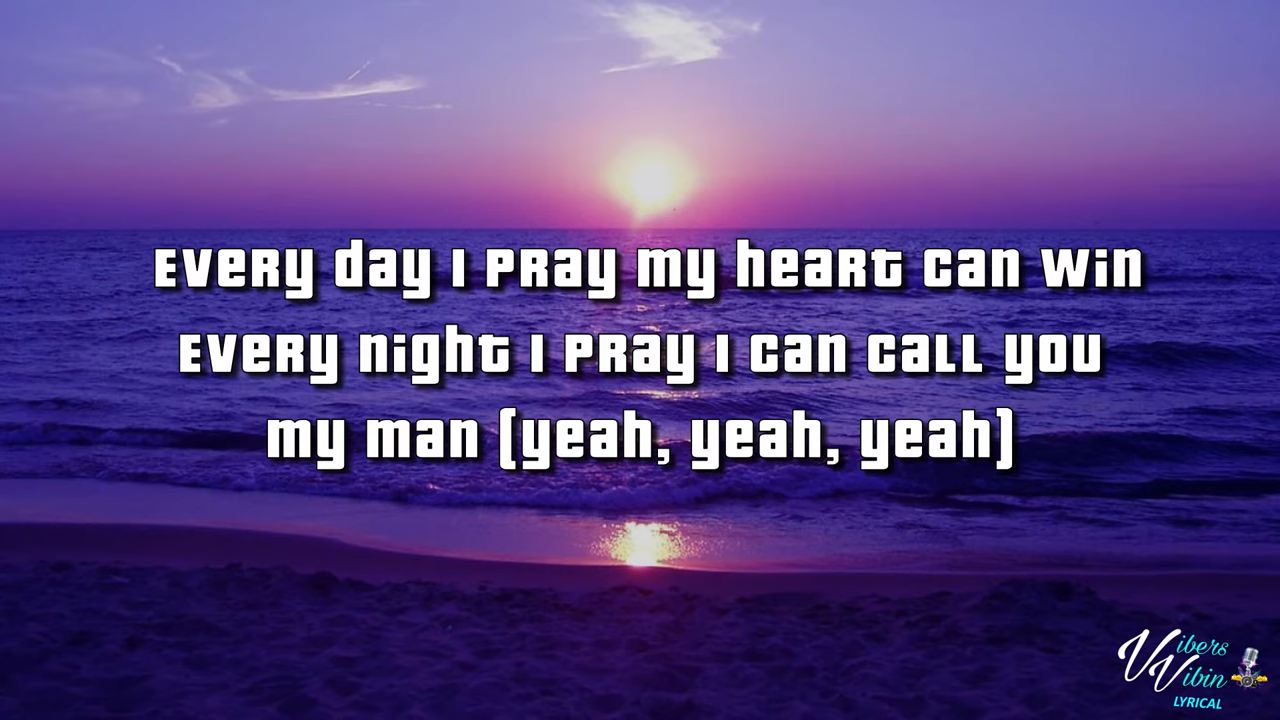 Every day I pray my heart can win
Every night I pray I can call you
my man (yeah, yeah, yeah)
Vibers
Vibin
LYRICAL